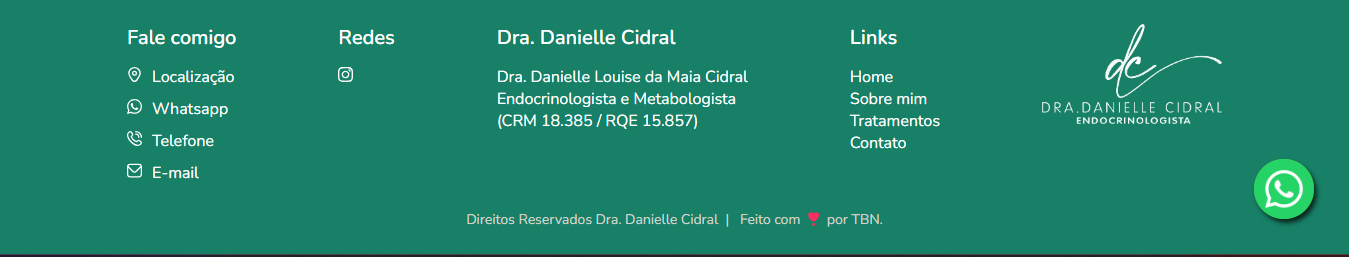 Fale comigo
Localização
Whatsapp
Telefone
E-mail
Redes
Dra. Danielle Cidral
Dra. Danielle Louise da Maia Cidral
Endocrinologista e Metabologista
(CRM 18.385 / RQE 15.857)
Links
Home
Sobre mim
Tratamentos
Contato
dc
DRA.DANIELLE CIDRAL
ENDOCRINOLOGISTA
Direitos Reservados Dra. Danielle Cidral | Feito com ❣ por TBN.